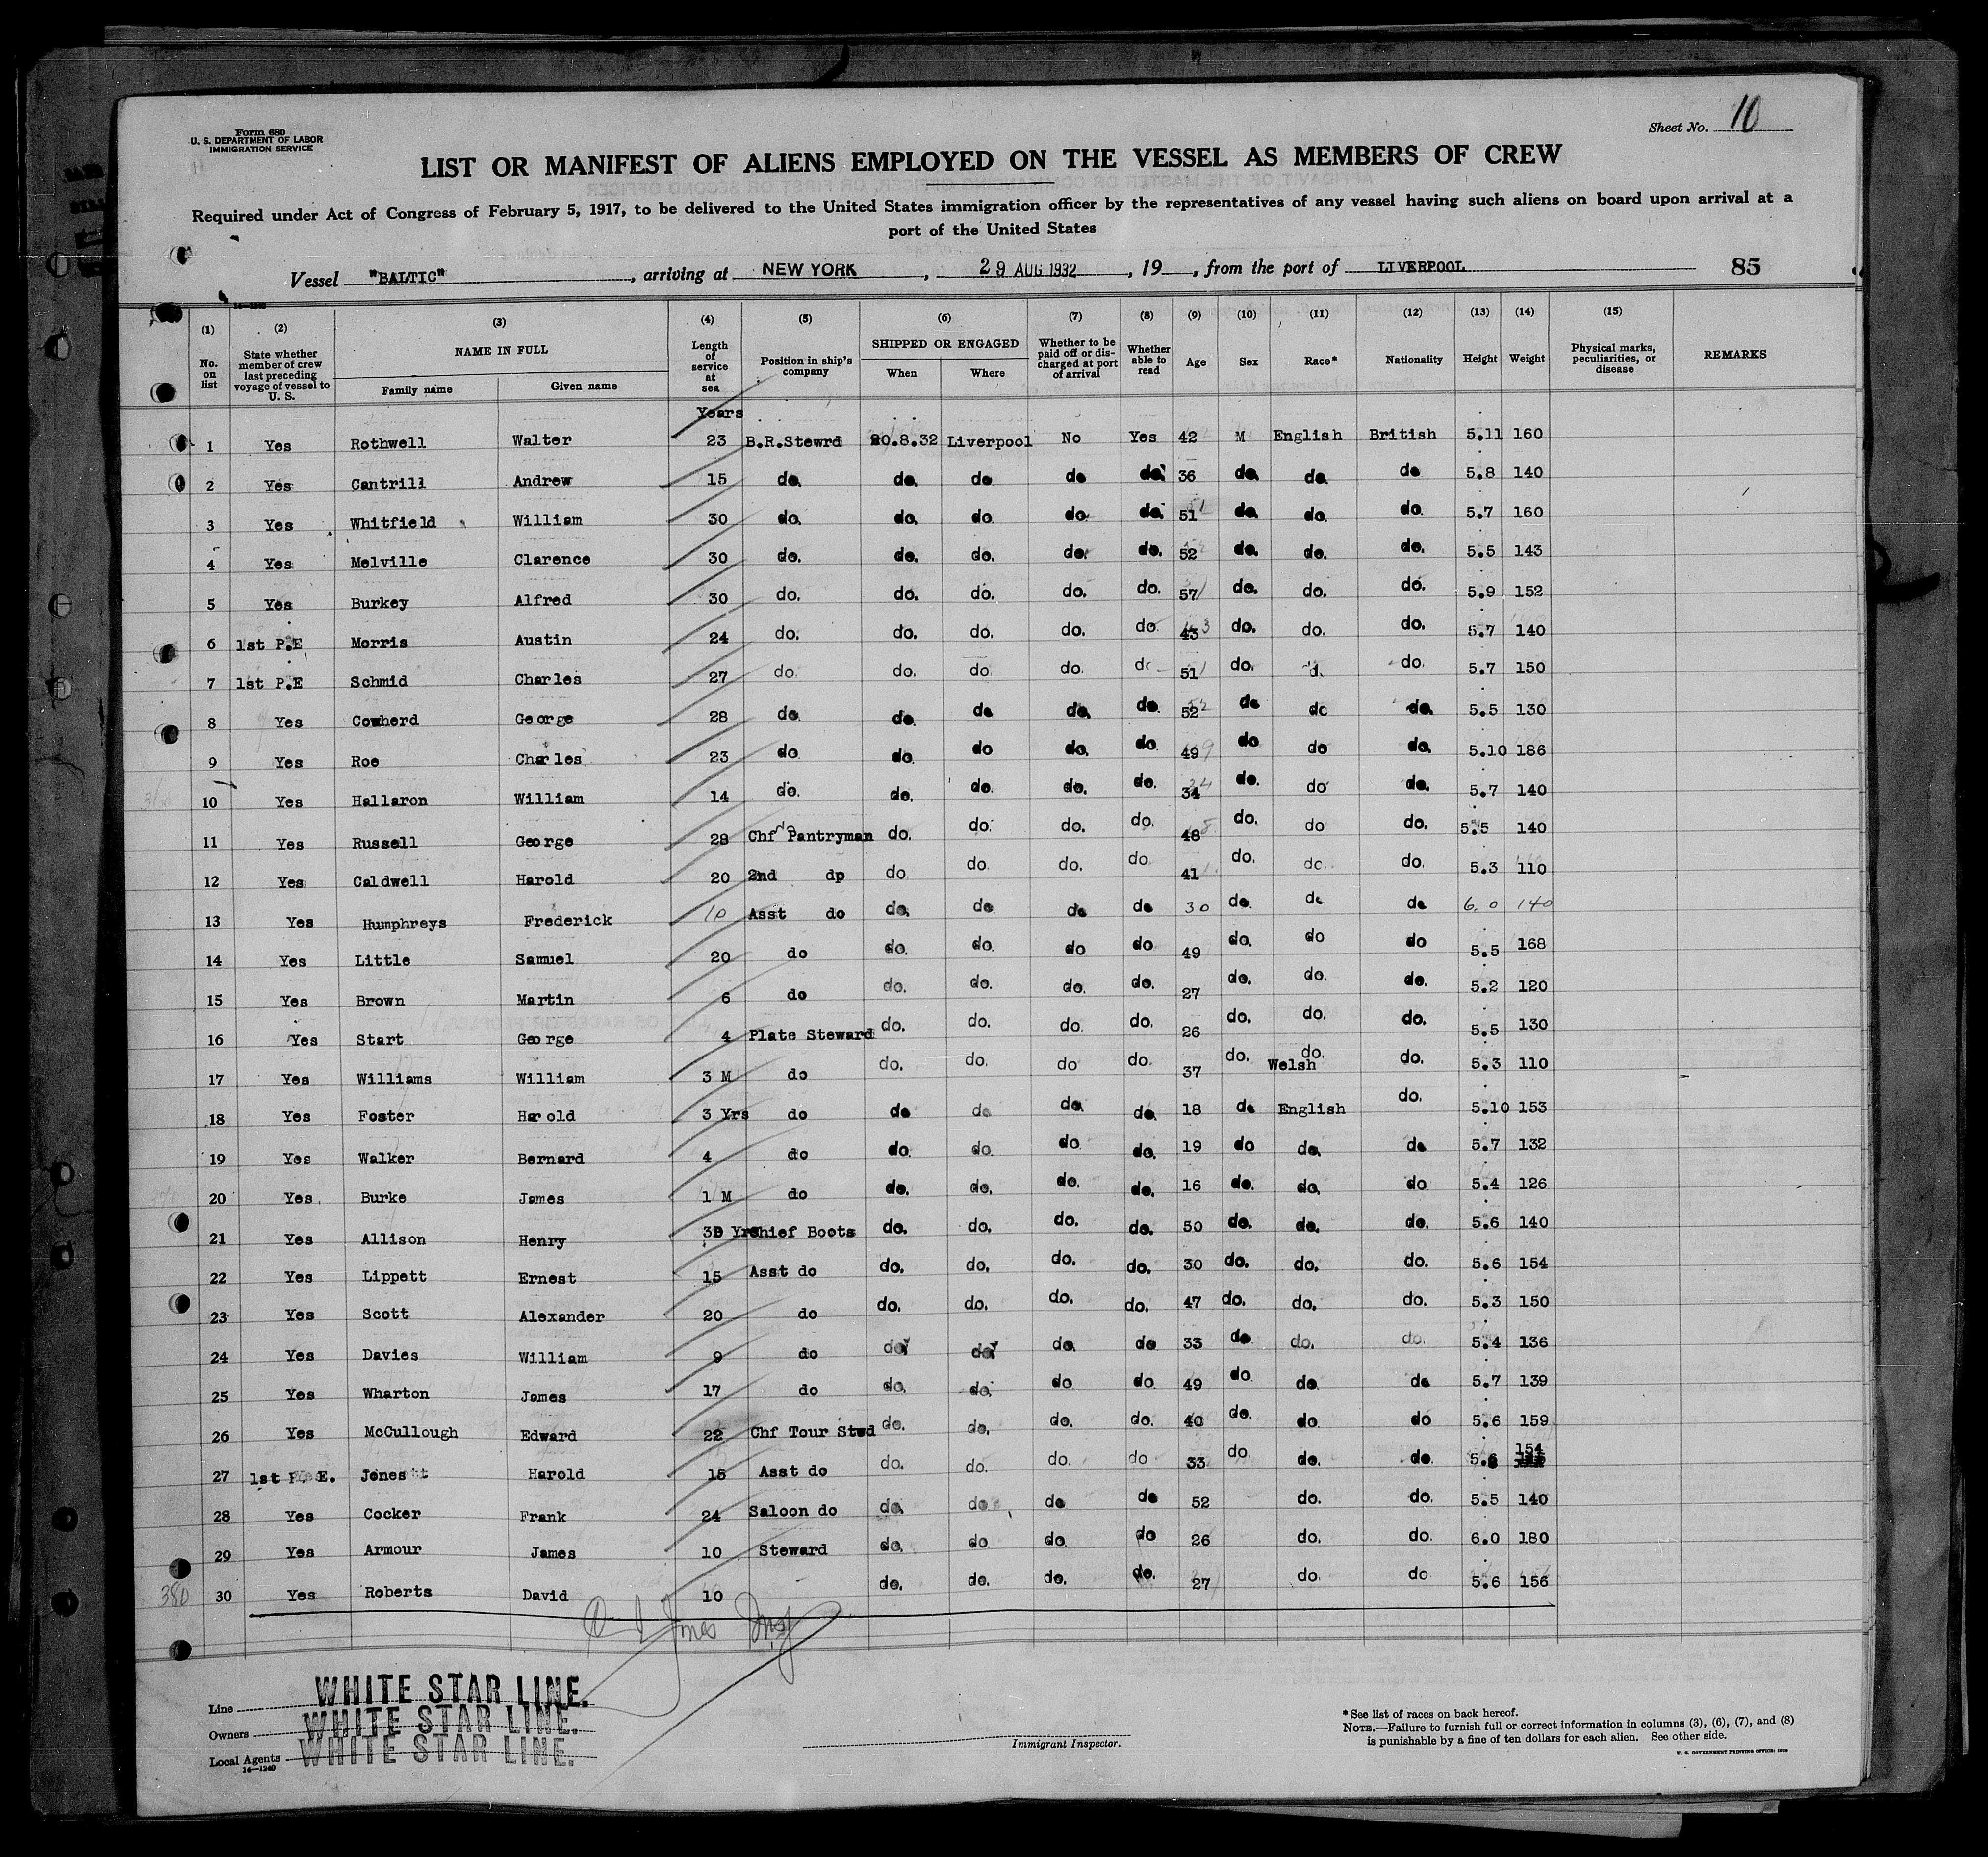 Form 680
U. S. DEPARTMENT OF LABOR
IMMIGRATION SERVICE
Sheet No. 10
LIST OR MANIFEST OF ALIENS EMPLOYED ON THE VESSEL AS MEMBERS OF CREW
Required under Act of Congress of February 5, 1917, to be delivered to the United States immigration officer by the representatives of any vessel having such aliens on board upon arrival at a
port of the United States
Vessel "BALTIC", arriving at NEW YORK, 29 AUG 1932, 19, from the port of LIVERPOOL 85
14-1240
(1) (2) (3) (4) (5) (6) (7) (8) (9) (10) (11) (12) (13) (14) (15)
No. on list
State whether member of crew last preceding voyage of vessel to U. S.
NAME IN FULL
Family name
Given name
Length of service at sea
Position in ship's company
SHIPPED OR ENGAGED
When
Where
Whether to be paid off or discharged at port of arrival
Whether able to read
Age
Sex
Race*
Nationality
Height
Weight
Physical marks, peculiarities, or disease
REMARKS
Years
1 Yes Rothwell Walter 23 B.R.Stewrd 20.8.32 Liverpool No Yes 42 M English British 5.11 160
2 Yes Cantrill Andrew 15 do. do. do do do. 36 do. do. do 5.8 140
3 Yes Whitfield William 30 do. do. do. do. do. 51 do. do. do. 5.7 160
4 Yes Melville Clarence 30 do. do. do. do. do. 52 do. do. do. 5.5 143
5 Yes Burkey Alfred 30 do. do. do. do. do. 57 do. do. do. 5.9 152
6 1st P.E Morris Austin 24 do. do. do. do. do. 43 do. do. do. 5.7 140
7 1st P.E Schmid Charles 27 do. do. do do. do 51 do. d. do. 5.7 150
8 Yes Cowherd George 28 do do. do do. do. 52 do do do. 5.5 130
9 Yes Roe Charles 23 do do do do. do 49 do do do. 5.10 186
10 Yes Hallaron William 14 do. do. do. do. do. 34 do. do do. 5.7 140
11 Yes Russell George 28 Chf Pantryman do. do. do. do. 48 do. do do. 5.5 140
12 Yes Caldwell Harold 20 2nd dp do do do. do 41 do. do. do. 5.3 110
13 Yes Humphreys Frederick 10 Asst do do. do do do 30 do. do do 6.0 140
14 Yes Little Samuel 20 do do. do. do do 49 do. do do 5.5 168
15 Yes Brown Martin 6 do do. do. do. do. 27 do. do. do. 5.2 120
16 Yes Start George 4 Plate Steward do. do. do do. 26 do. do. do. 5.5 130
17 Yes Williams William 3 M do do. do. do do. 37 do. do. Welsh do. 5.3 110
18 Yes Foster Harold 3 Yrs do do do do. do. 18 do English do. 5.10 153
19 Yes Walker Bernard 4 do do. do. do do. 19 do do. do 5.7 132
20 Yes Burke James 1 M do do. do. do. do. 16 do. do. do 5.4 126
21 Yes Allison Henry 30 Yrs Chief Boots do. do. do. do. 50 do. do. do. 5.6 140
22 Yes Lippett Ernest 15 Asst do do. do. do. do. 30 do. do. do. 5.6 154
23 Yes Scott Alexander 20 do do. do. do. do. 47 do. do. do. 5.3 150
24 Yes Davies William 9 do do do do do 33 do do. do. 5.4 136
25 Yes Wharton James 17 do do. do. do do 49 do do do 5.7 139
26 Yes McCullough Edward 22 Chf Tour Stwd do. do. do. do. 40 do. do do 5.6 159
27 1st P. E. Jones Harold 15 Asst do do. do. do. do 33 do. do. do. 5.6 154
28 Yes Cocker Frank 24 Saloon do do. do do do 52 do. do. 5.5 140
29 Yes Armour James 10 Steward do. do do. do 26 do. do. 6.0 180
380 30 Yes Roberts David 10 do. do. do. do. 27 do. do 5.6 156
Line WHITE STAR LINE.
Owners WHITE STAR LINE.
Local Agents WHITE STAR LINE.
14-1240
Immigrant Inspector.
* See list of races on back hereof.
NOTE.—Failure to furnish full or correct information in columns (3), (6), (7), and (8)
is punishable by a fine of ten dollars for each alien. See other side.